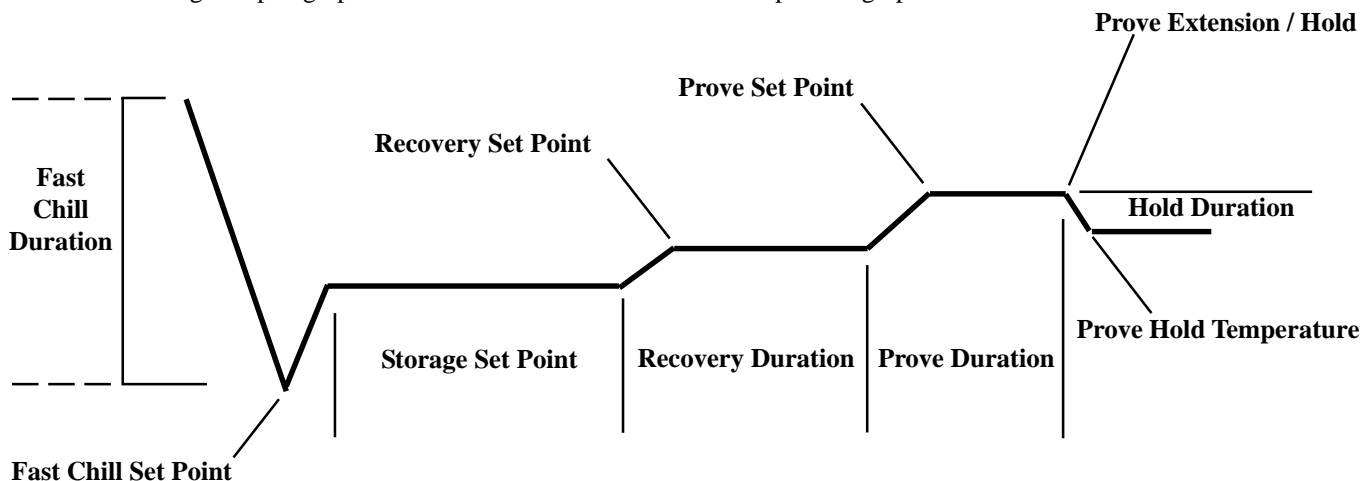 Prove Extension / Hold
Prove Set Point
Recovery Set Point
Fast
Chill
Duration
Hold Duration
Prove Hold Temperature
Storage Set Point
Recovery Duration
Prove Duration
Fast Chill Set Point